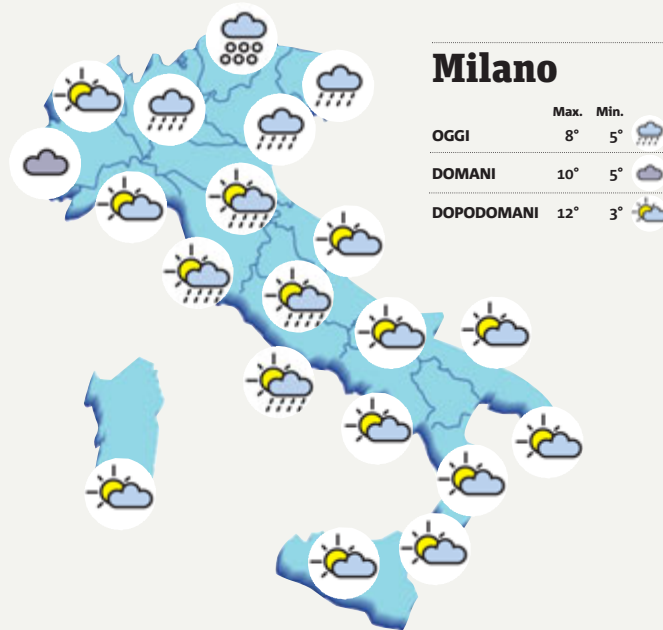 Milano
Max. Min.
OGGI 8° 5°
DOMANI 10° 5°
DOPODOMANI 12° 3°